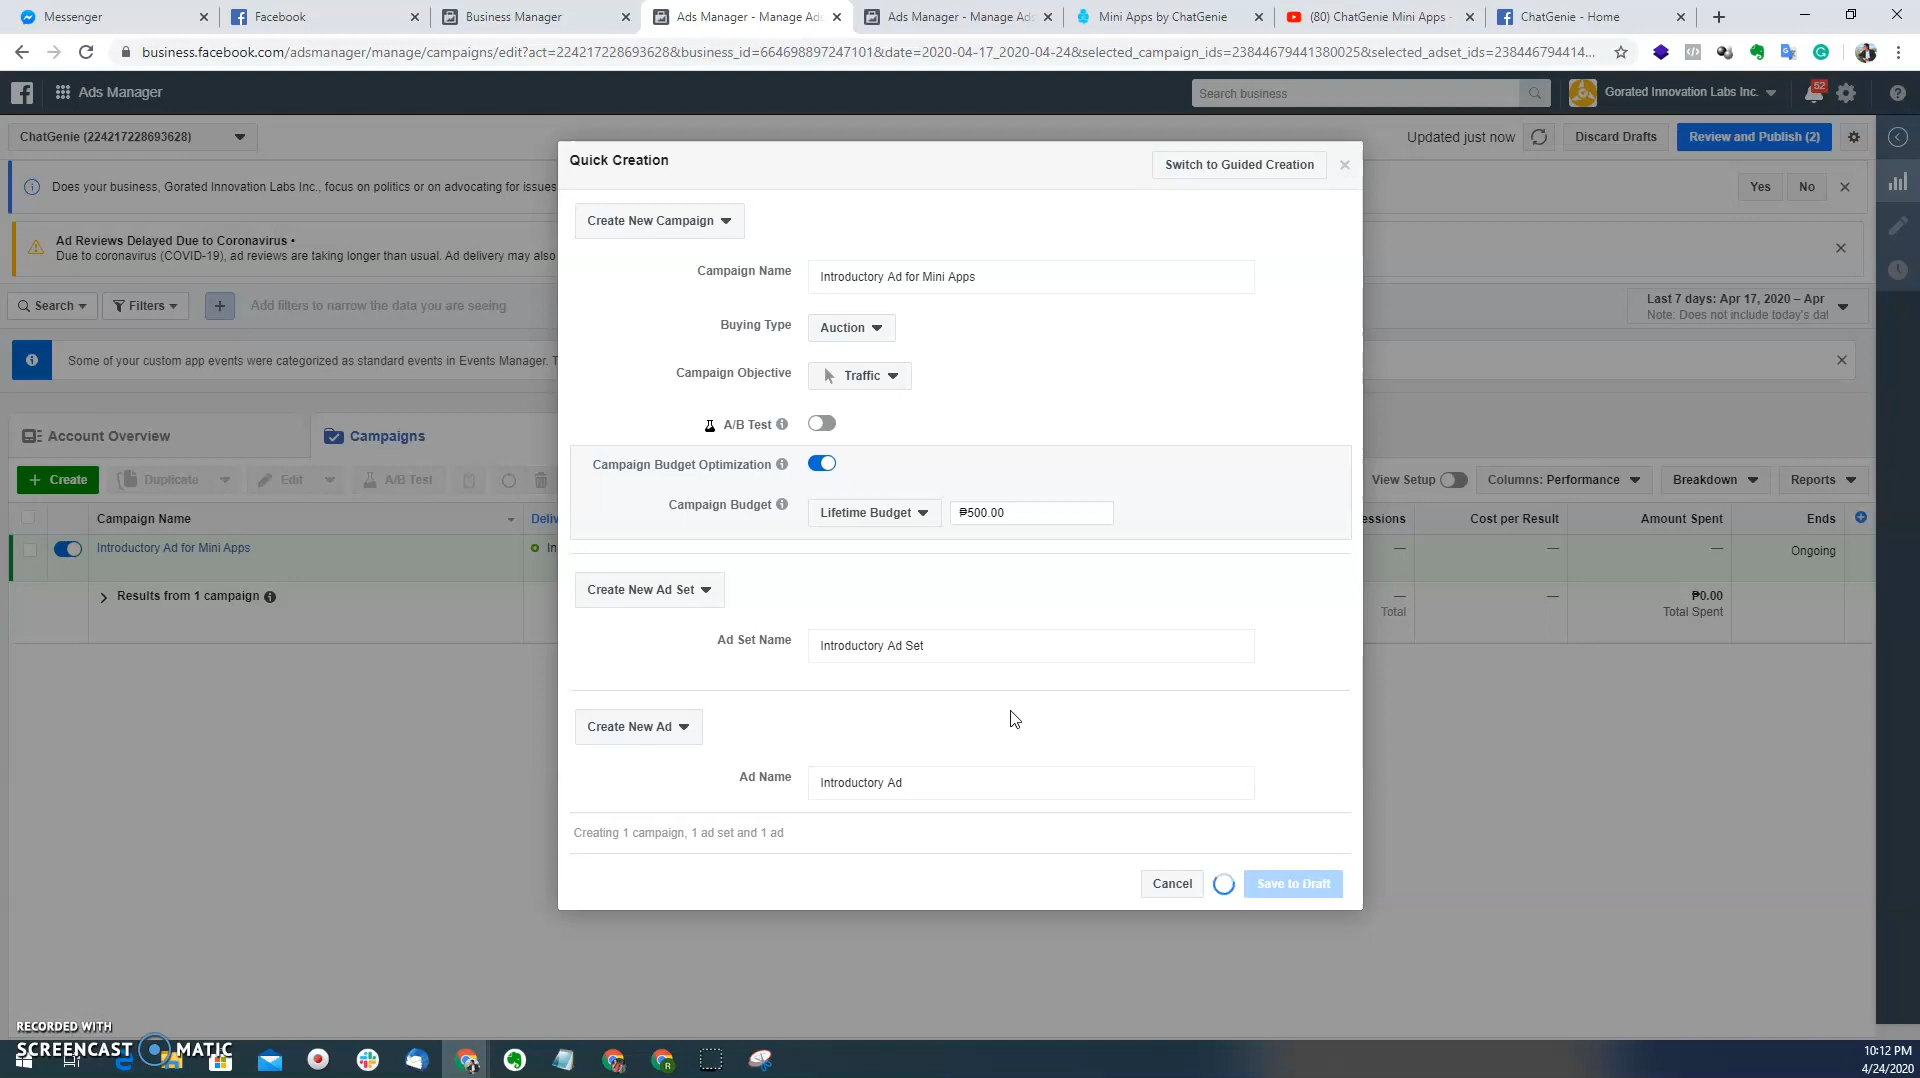 Messenger
Facebook
Business Manager
Ads Manager - Manage Ads
Ads Manager - Manage Ads
Mini Apps by ChatGenie
(80) ChatGenie Mini Apps -
ChatGenie - Home
business.facebook.com/adsmanager/manage/campaigns/edit?act=224217228693628&business_id=664698897247101&date=2020-04-17_2020-04-24&selected_campaign_ids=23844679441380025&selected_adset_ids=238446794414...
Ads Manager
Search business
Gorated Innovation Labs Inc.
52
ChatGenie (224217228693628)
Updated just now
Discard Drafts
Review and Publish (2)
Does your business, Gorated Innovation Labs Inc., focus on politics or on advocating for issues
Yes
No
Ad Reviews Delayed Due to Coronavirus •
Due to coronavirus (COVID-19), ad reviews are taking longer than usual. Ad delivery may also
Search
Filters
Add filters to narrow the data you are seeing
Last 7 days: Apr 17, 2020 – Apr
Note: Does not include today's dat
Some of your custom app events were categorized as standard events in Events Manager. T
Account Overview
Campaigns
+ Create
Duplicate
Edit
A/B Test
View Setup
Columns: Performance
Breakdown
Reports
Campaign Name
Deliv
essions
Cost per Result
Amount Spent
Ends
Introductory Ad for Mini Apps
In
—
—
—
Ongoing
Results from 1 campaign
—
Total
—
₱0.00
Total Spent
Quick Creation
Switch to Guided Creation
Create New Campaign
Campaign Name
Introductory Ad for Mini Apps
Buying Type
Auction
Campaign Objective
Traffic
A/B Test
Campaign Budget Optimization
Campaign Budget
Lifetime Budget
₱500.00
Create New Ad Set
Ad Set Name
Introductory Ad Set
Create New Ad
Ad Name
Introductory Ad
Creating 1 campaign, 1 ad set and 1 ad
Cancel
Save to Draft
RECORDED WITH
SCREENCAST MATIC
10:12 PM
4/24/2020